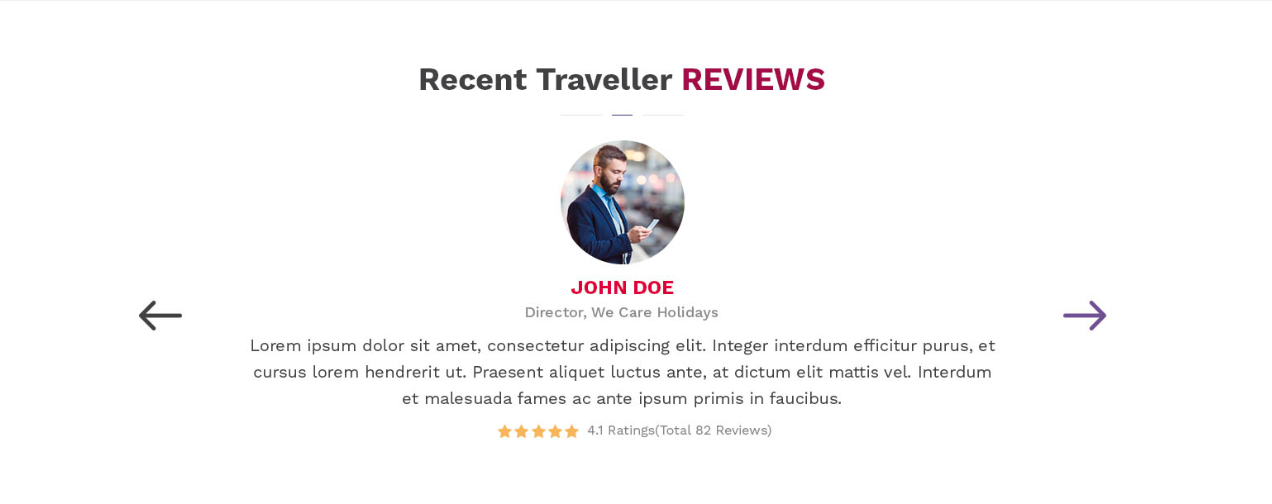 Recent Traveller REVIEWS
JOHN DOE
Director, We Care Holidays
Lorem ipsum dolor sit amet, consectetur adipiscing elit. Integer interdum efficitur purus, et
cursus lorem hendrerit ut. Praesent aliquet luctus ante, at dictum elit mattis vel. Interdum
et malesuada fames ac ante ipsum primis in faucibus.
4.1 Ratings(Total 82 Reviews)